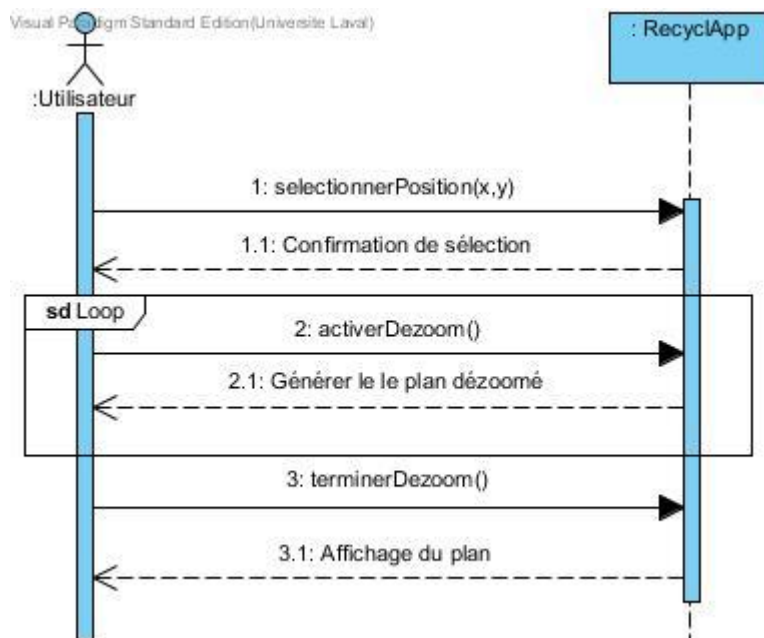 Visual Paradigm Standard Edition(Universite Laval)
: RecyclApp
:Utilisateur
1: selectionnerPosition(x,y)
1.1: Confirmation de sélection
sd Loop
2: activerDezoom()
2.1: Générer le le plan dézoomé
3: terminerDezoom()
3.1: Affichage du plan